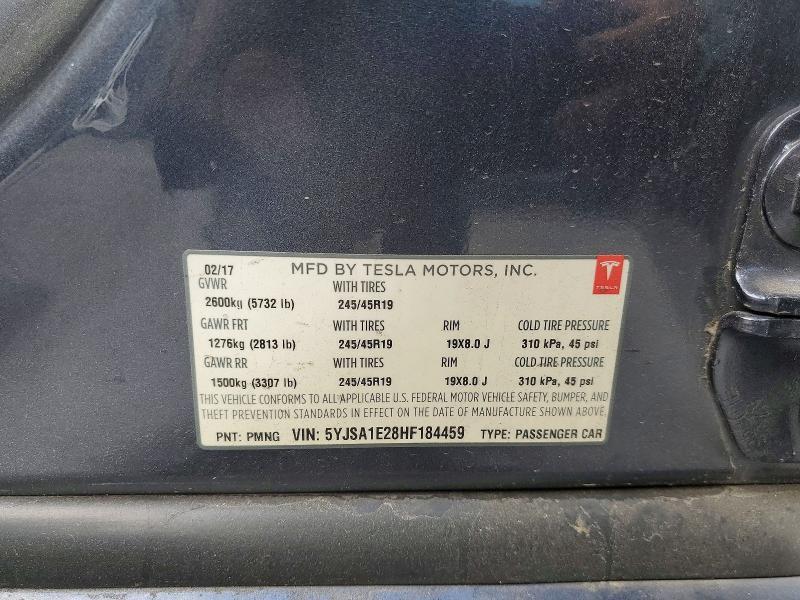 02/17 MFD BY TESLA MOTORS, INC.
TESLA
GVWR WITH TIRES
2600kg (5732 lb) 245/45R19
GAWR FRT WITH TIRES RIM COLD TIRE PRESSURE
1276kg (2813 lb) 245/45R19 19X8.0 J 310 kPa, 45 psi
GAWR RR WITH TIRES RIM COLD TIRE PRESSURE
1500kg (3307 lb) 245/45R19 19X8.0 J 310 kPa, 45 psi
THIS VEHICLE CONFORMS TO ALL APPLICABLE U.S. FEDERAL MOTOR VEHICLE SAFETY, BUMPER, AND
THEFT PREVENTION STANDARDS IN EFFECT ON THE DATE OF MANUFACTURE SHOWN ABOVE.
PNT: PMNG VIN: 5YJSA1E28HF184459 TYPE: PASSENGER CAR